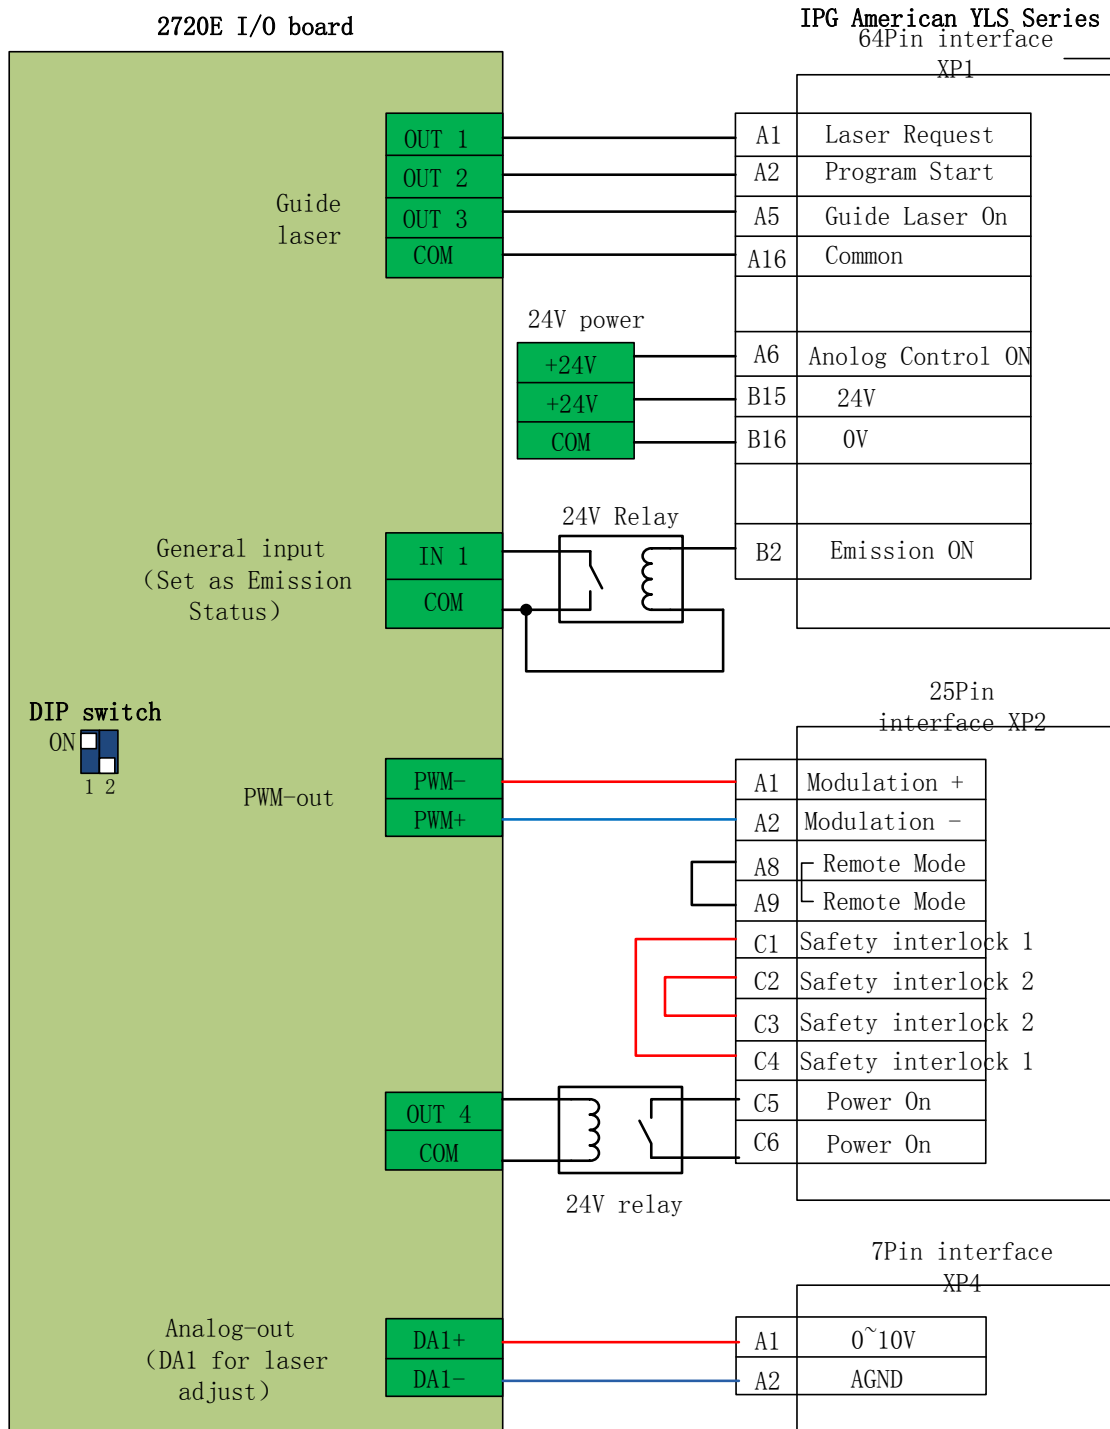 2720E I/O board
IPG American YLS Series
64Pin interface
XP1
OUT 1
A1 Laser Request
OUT 2
A2 Program Start
Guide
laser
OUT 3
A5 Guide Laser On
COM
A16 Common
24V power
+24V
A6 Anolog Control ON
+24V
B15 24V
COM
B16 0V
24V Relay
General input
(Set as Emission
Status)
IN 1
COM
B2 Emission ON
DIP switch
ON
1 2
25Pin
interface XP2
PWM-out
PWM-
A1 Modulation +
PWM+
A2 Modulation -
A8 Remote Mode
A9 Remote Mode
C1 Safety interlock 1
C2 Safety interlock 2
C3 Safety interlock 2
C4 Safety interlock 1
OUT 4
C5 Power On
COM
C6 Power On
24V relay
7Pin interface
XP4
Analog-out
(DA1 for laser
adjust)
DA1+
A1 0~10V
DA1-
A2 AGND